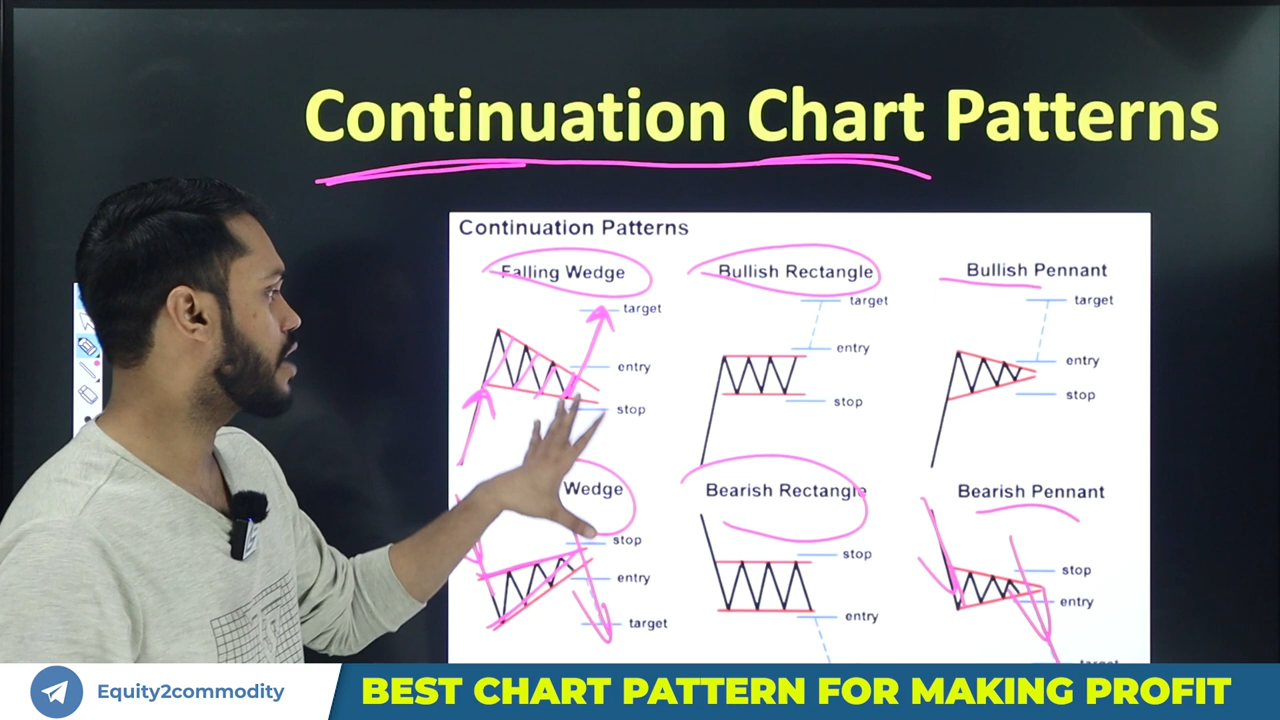 Continuation Chart Patterns
Continuation Patterns
Falling Wedge
target
entry
stop
Bullish Rectangle
target
entry
stop
Bullish Pennant
target
entry
stop
Wedge
stop
entry
target
Bearish Rectangle
stop
entry
Bearish Pennant
stop
entry
target
Equity2commodity
BEST CHART PATTERN FOR MAKING PROFIT